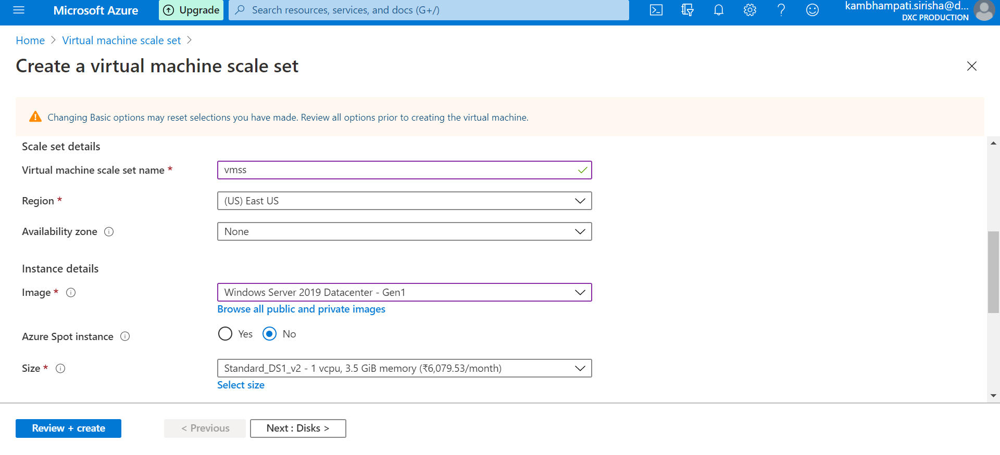 Microsoft Azure
Upgrade
Search resources, services, and docs (G+/)
kambhampati.sirisha@d...
DXC PRODUCTION
Home > Virtual machine scale set >
Create a virtual machine scale set
Changing Basic options may reset selections you have made. Review all options prior to creating the virtual machine.
Scale set details
Virtual machine scale set name *
vmss
Region *
(US) East US
Availability zone
None
Instance details
Image *
Windows Server 2019 Datacenter - Gen1
Browse all public and private images
Azure Spot instance
Yes
No
Size *
Standard_DS1_v2 - 1 vcpu, 3.5 GiB memory (₹6,079.53/month)
Select size
Review + create
< Previous
Next : Disks >